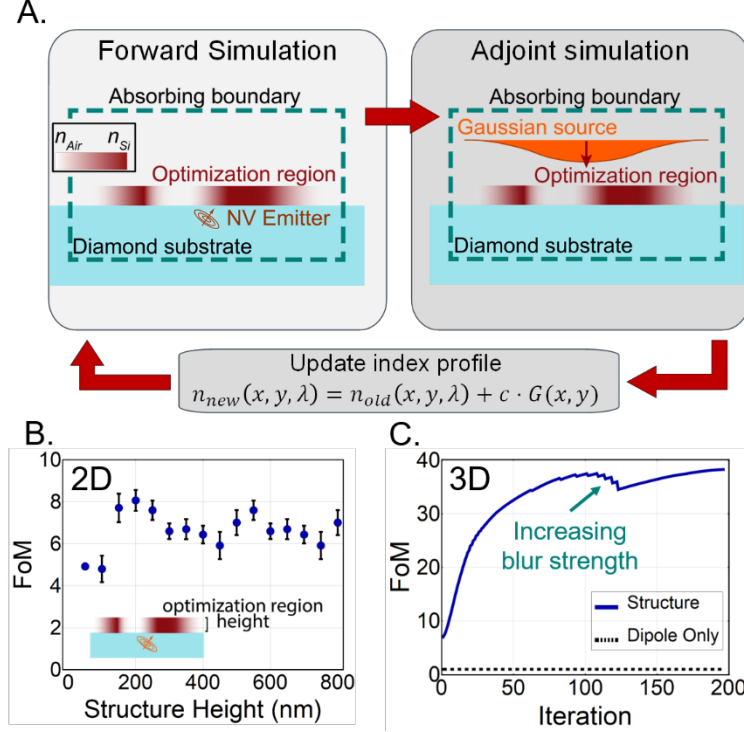 A.
Forward Simulation
Absorbing boundary
n_Air n_Si
Optimization region
NV Emitter
Diamond substrate
Adjoint simulation
Absorbing boundary
Gaussian source
Optimization region
Diamond substrate
Update index profile
n_new(x, y, λ) = n_old(x, y, λ) + c · G(x, y)
B.
2D
10
8
6
4
2
0
FoM
optimization region
height
0 200 400 600 800
Structure Height (nm)
C.
3D
40
30
20
10
0
FoM
Increasing
blur strength
Structure
Dipole Only
0 50 100 150 200
Iteration